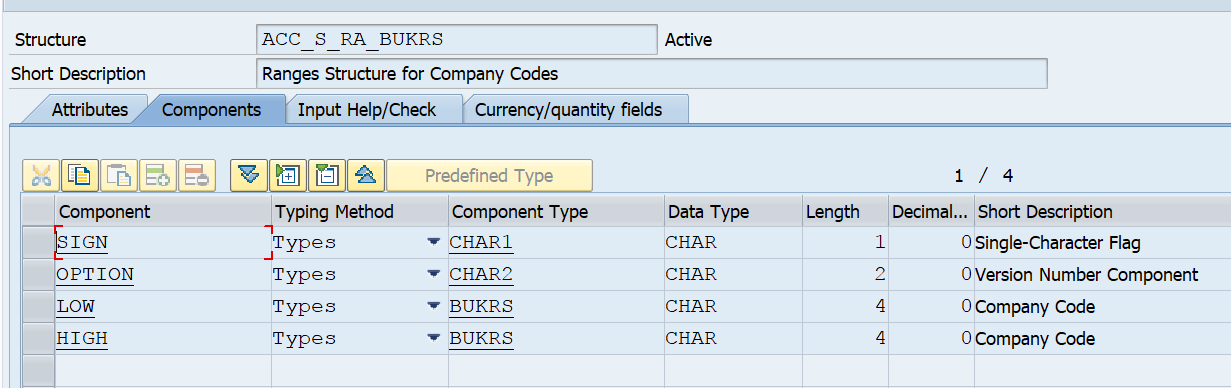 Structure ACC_S_RA_BUKRS Active
Short Description Ranges Structure for Company Codes
Attributes Components Input Help/Check Currency/quantity fields
Predefined Type 1 / 4
Component Typing Method Component Type Data Type Length Decimal... Short Description
SIGN Types CHAR1 CHAR 1 0 Single-Character Flag
OPTION Types CHAR2 CHAR 2 0 Version Number Component
LOW Types BUKRS CHAR 4 0 Company Code
HIGH Types BUKRS CHAR 4 0 Company Code